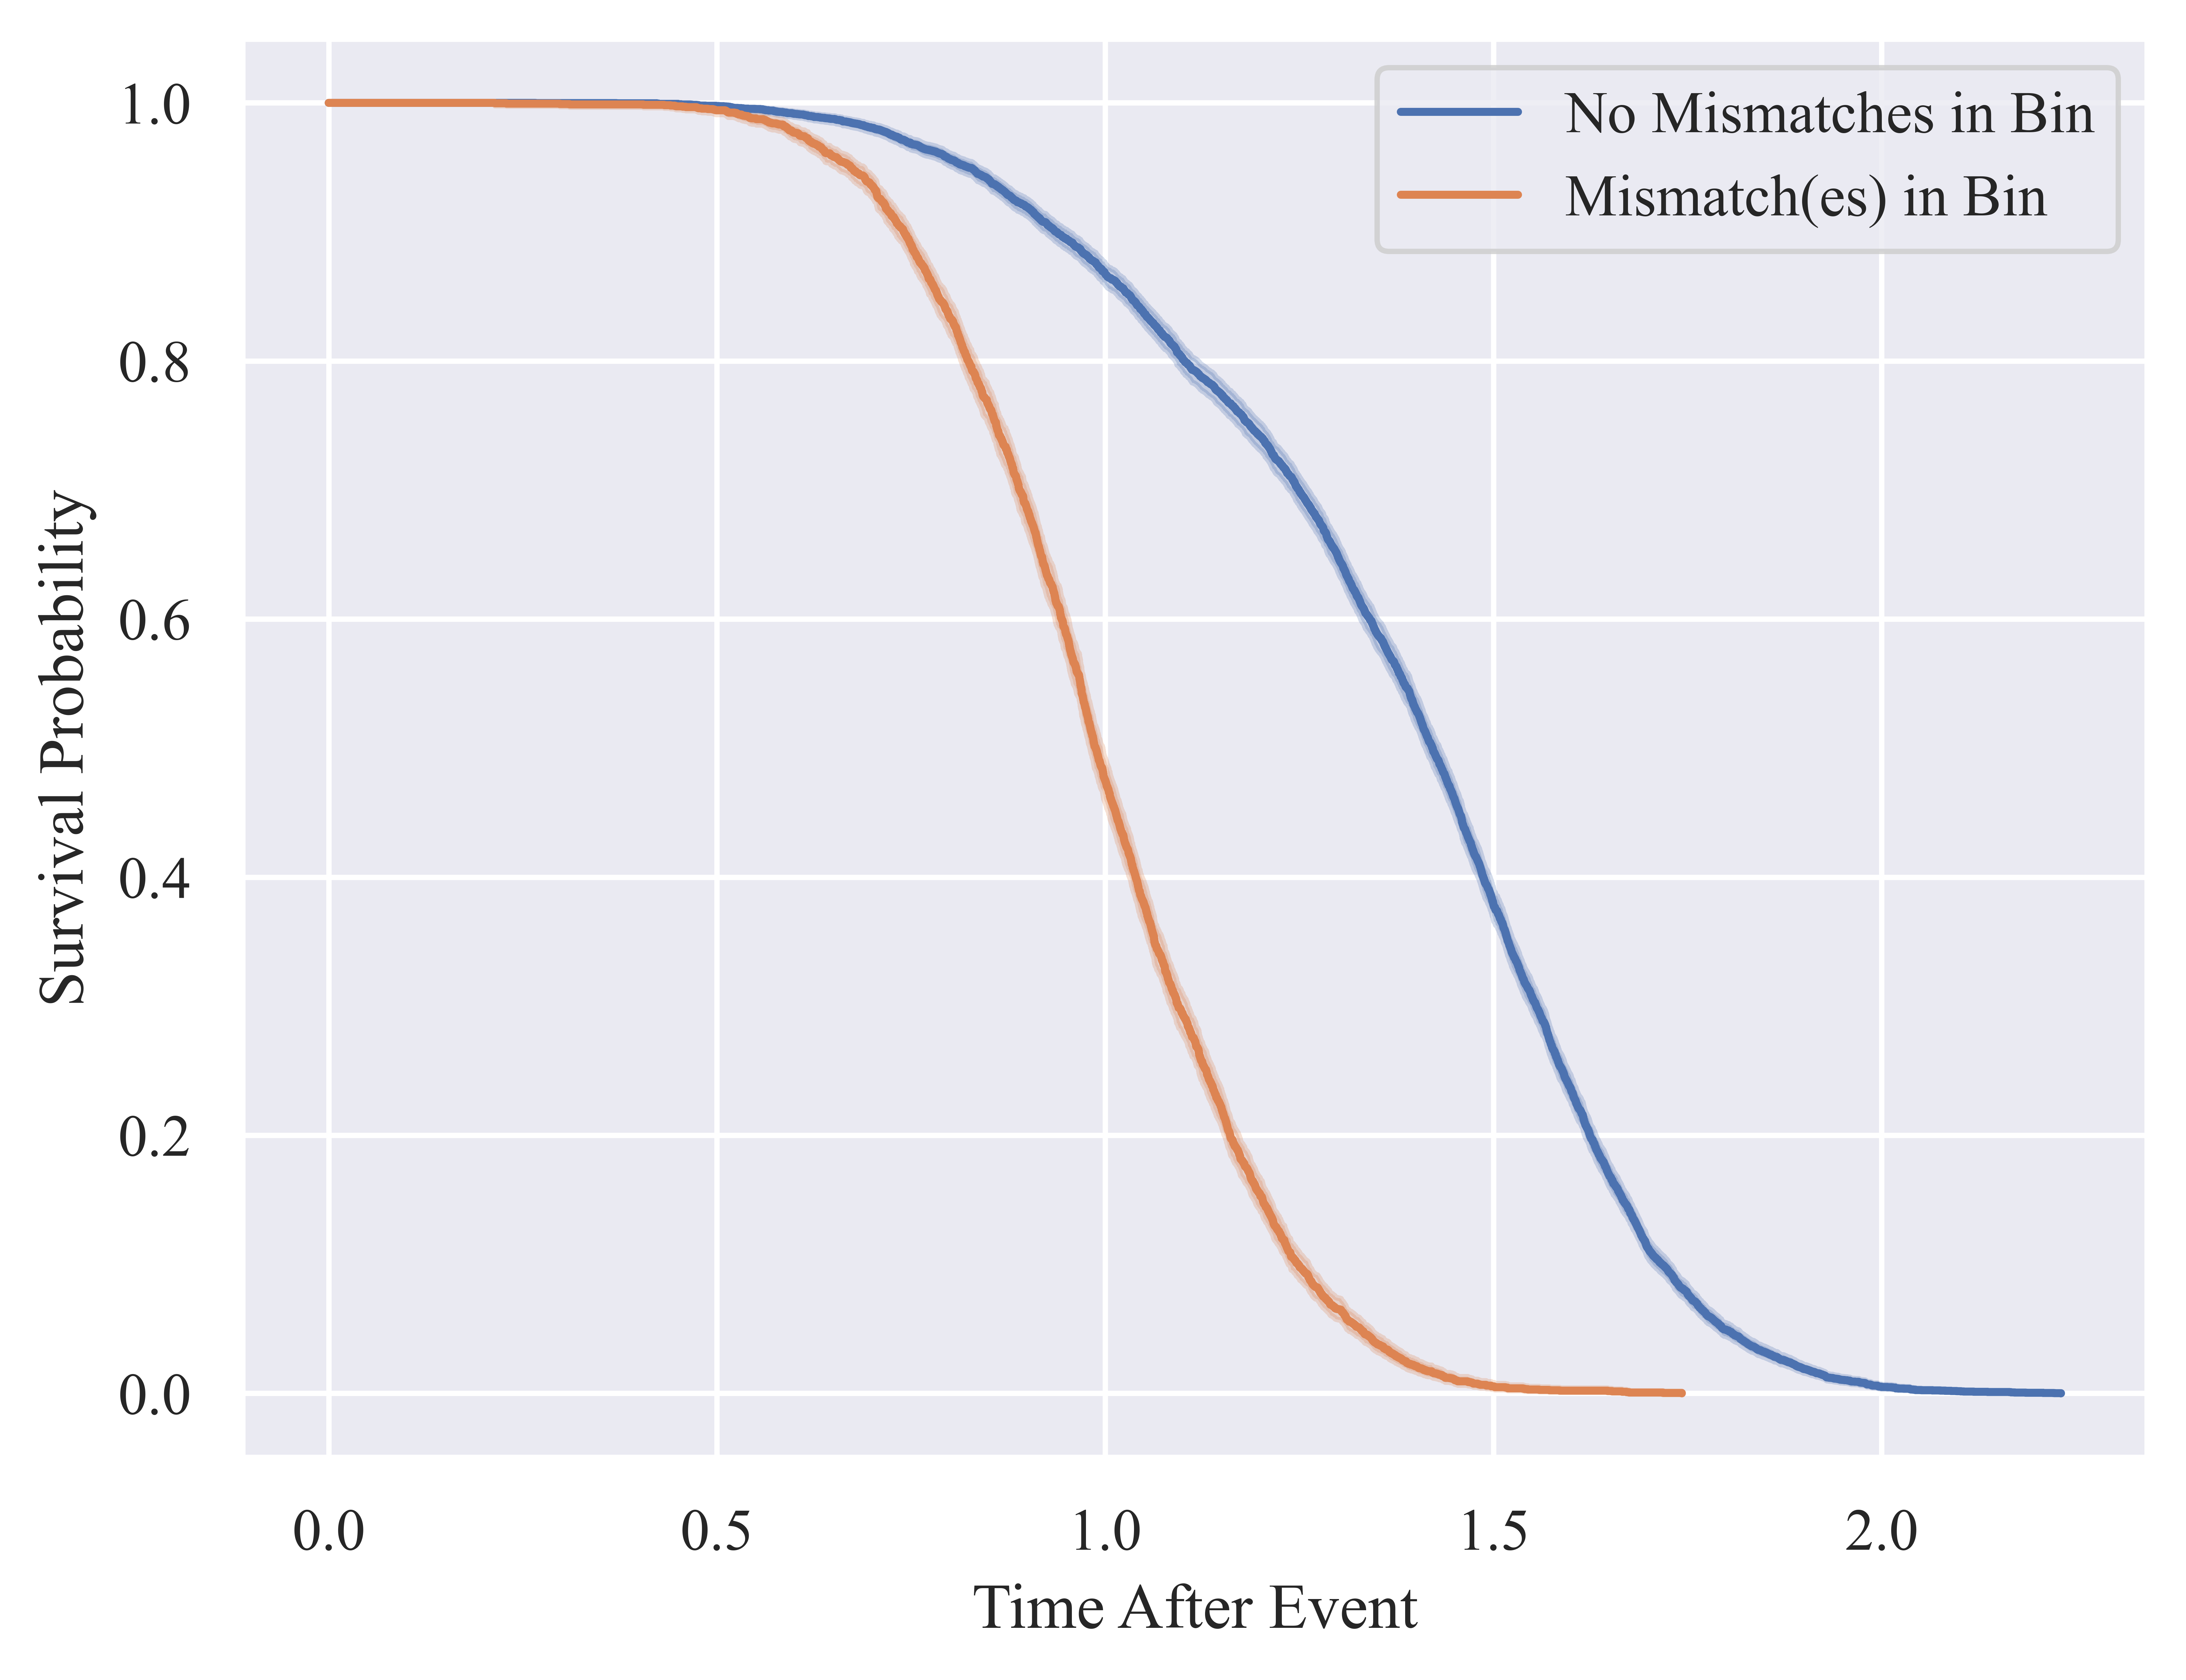 No Mismatches in Bin
Mismatch(es) in Bin
1.0
0.8
0.6
0.4
0.2
0.0
Survival Probability
0.0 0.5 1.0 1.5 2.0
Time After Event